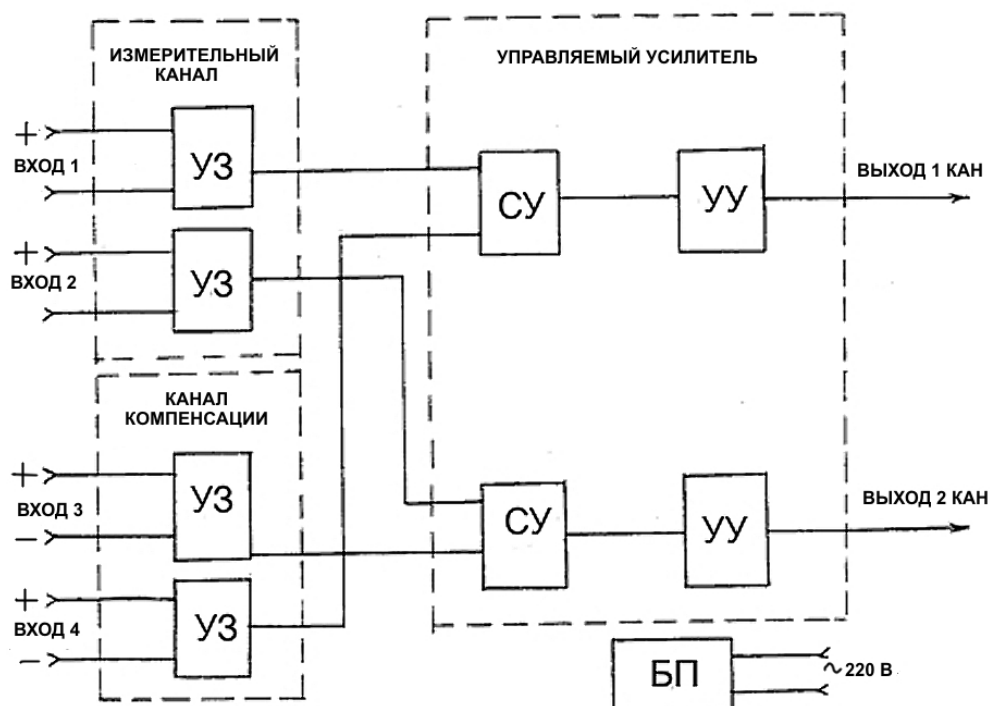 ИЗМЕРИТЕЛЬНЫЙ
КАНАЛ
УПРАВЛЯЕМЫЙ УСИЛИТЕЛЬ
+
ВХОД 1
УЗ
СУ
УУ
ВЫХОД 1 КАН
+
ВХОД 2
УЗ
КАНАЛ
КОМПЕНСАЦИИ
+
ВХОД 3
−
УЗ
СУ
УУ
ВЫХОД 2 КАН
+
ВХОД 4
−
УЗ
БП
~220 В